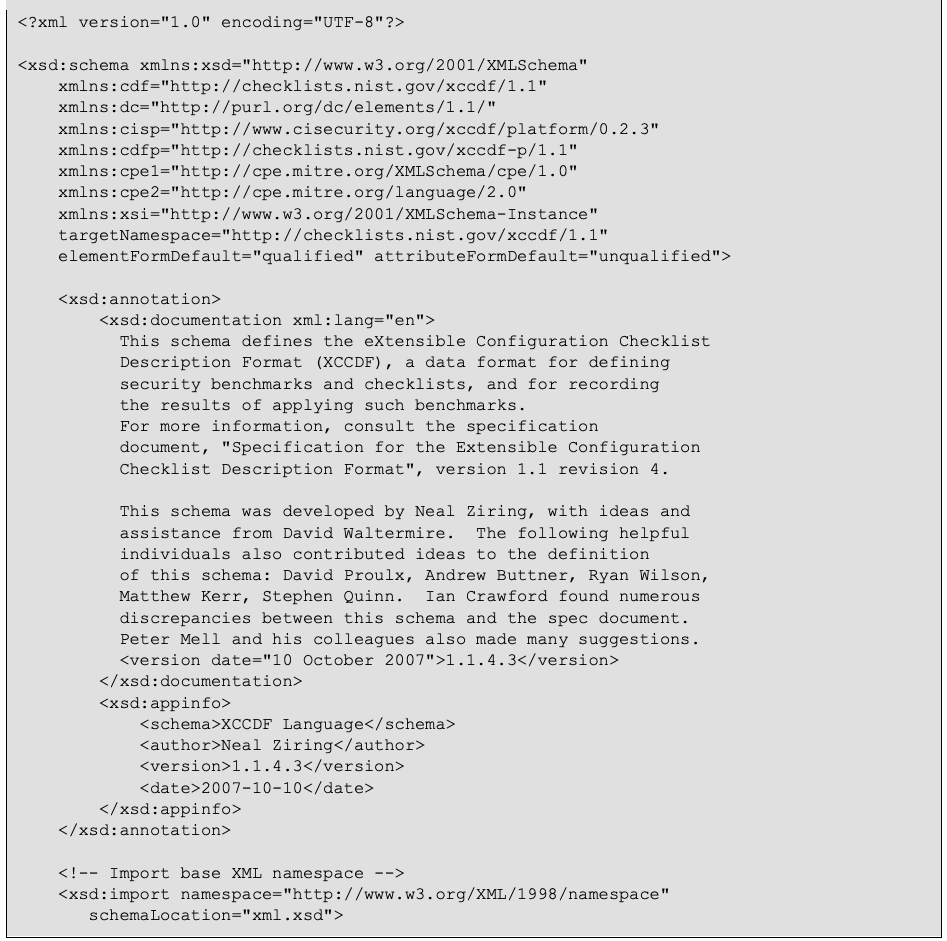 <?xml version="1.0" encoding="UTF-8"?>
<xsd:schema xmlns:xsd="http://www.w3.org/2001/XMLSchema"
xmlns:cdf="http://checklists.nist.gov/xccdf/1.1"
xmlns:dc="http://purl.org/dc/elements/1.1/"
xmlns:cisp="http://www.cisecurity.org/xccdf/platform/0.2.3"
xmlns:cdfp="http://checklists.nist.gov/xccdf-p/1.1"
xmlns:cpe1="http://cpe.mitre.org/XMLSchema/cpe/1.0"
xmlns:cpe2="http://cpe.mitre.org/language/2.0"
xmlns:xsi="http://www.w3.org/2001/XMLSchema-Instance"
targetNamespace="http://checklists.nist.gov/xccdf/1.1"
elementFormDefault="qualified" attributeFormDefault="unqualified">
<xsd:annotation>
<xsd:documentation xml:lang="en">
This schema defines the eXtensible Configuration Checklist
Description Format (XCCDF), a data format for defining
security benchmarks and checklists, and for recording
the results of applying such benchmarks.
For more information, consult the specification
document, "Specification for the Extensible Configuration
Checklist Description Format", version 1.1 revision 4.
This schema was developed by Neal Ziring, with ideas and
assistance from David Waltermire.  The following helpful
individuals also contributed ideas to the definition
of this schema: David Proulx, Andrew Buttner, Ryan Wilson,
Matthew Kerr, Stephen Quinn.  Ian Crawford found numerous
discrepancies between this schema and the spec document.
Peter Mell and his colleagues also made many suggestions.
<version date="10 October 2007">1.1.4.3</version>
</xsd:documentation>
<xsd:appinfo>
<schema>XCCDF Language</schema>
<author>Neal Ziring</author>
<version>1.1.4.3</version>
<date>2007-10-10</date>
</xsd:appinfo>
</xsd:annotation>
<!-- Import base XML namespace -->
<xsd:import namespace="http://www.w3.org/XML/1998/namespace"
schemaLocation="xml.xsd">